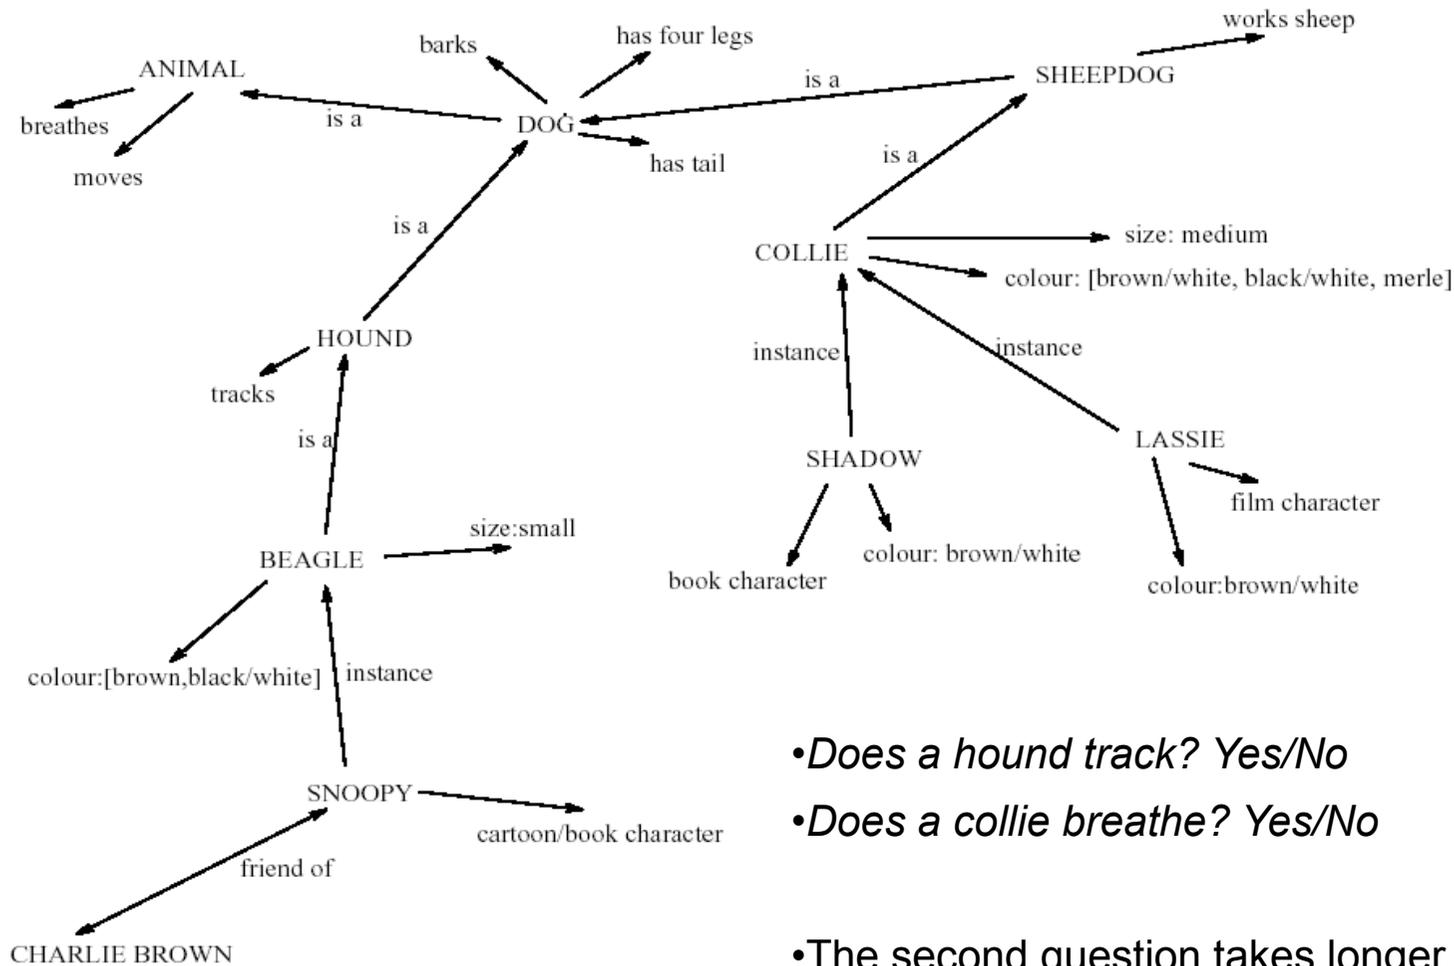 works sheep
barks
has four legs
ANIMAL
is a
SHEEPDOG
breathes
is a
DOG
moves
has tail
is a
is a
size: medium
COLLIE
colour: [brown/white, black/white, merle]
HOUND
instance
instance
tracks
is a
LASSIE
SHADOW
film character
size:small
BEAGLE
colour: brown/white
book character
colour:brown/white
colour:[brown,black/white]
instance
•Does a hound track? Yes/No
SNOOPY
cartoon/book character
•Does a collie breathe? Yes/No
friend of
CHARLIE BROWN
•The second question takes longer